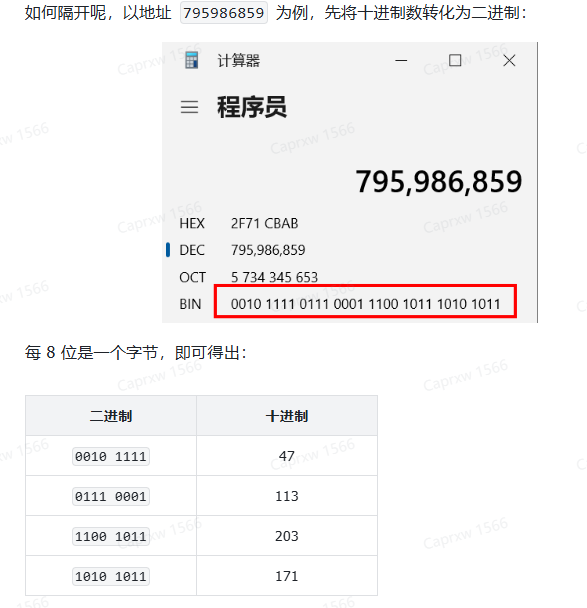 如何隔开呢，以地址 795986859 为例，先将十进制数转化为二进制：
计算器
程序员
795,986,859
HEX 2F71 CBAB
DEC 795,986,859
OCT 5 734 345 653
BIN 0010 1111 0111 0001 1100 1011 1010 1011
每 8 位是一个字节，即可得出：
二进制 十进制
0010 1111 47
0111 0001 113
1100 1011 203
1010 1011 171
Caprxw 1566